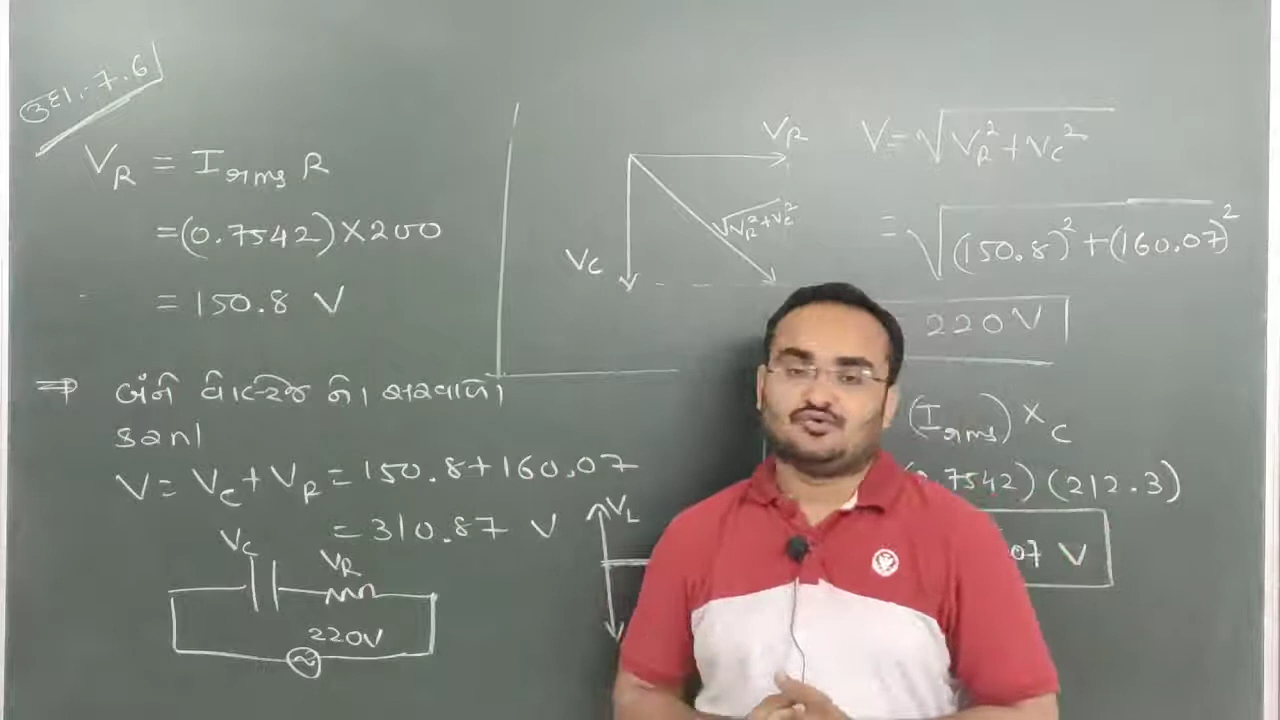 ઉદા.-7.6
V_R = I_rms R
=(0.7542)×200
= 150.8 V
⇒ બંને વોલ્ટેજ નો સરવાળો
કરતાં
V = V_C + V_R = 150.8+160.07
= 310.87 V
V_C
V_R
220V
V_R
√V_R²+V_C²
V_C
V = √V_R²+V_C²
= √(150.8)²+(160.07)²
220V
(I_rms) X_C
.7542)(212.3)
07 V
V_L